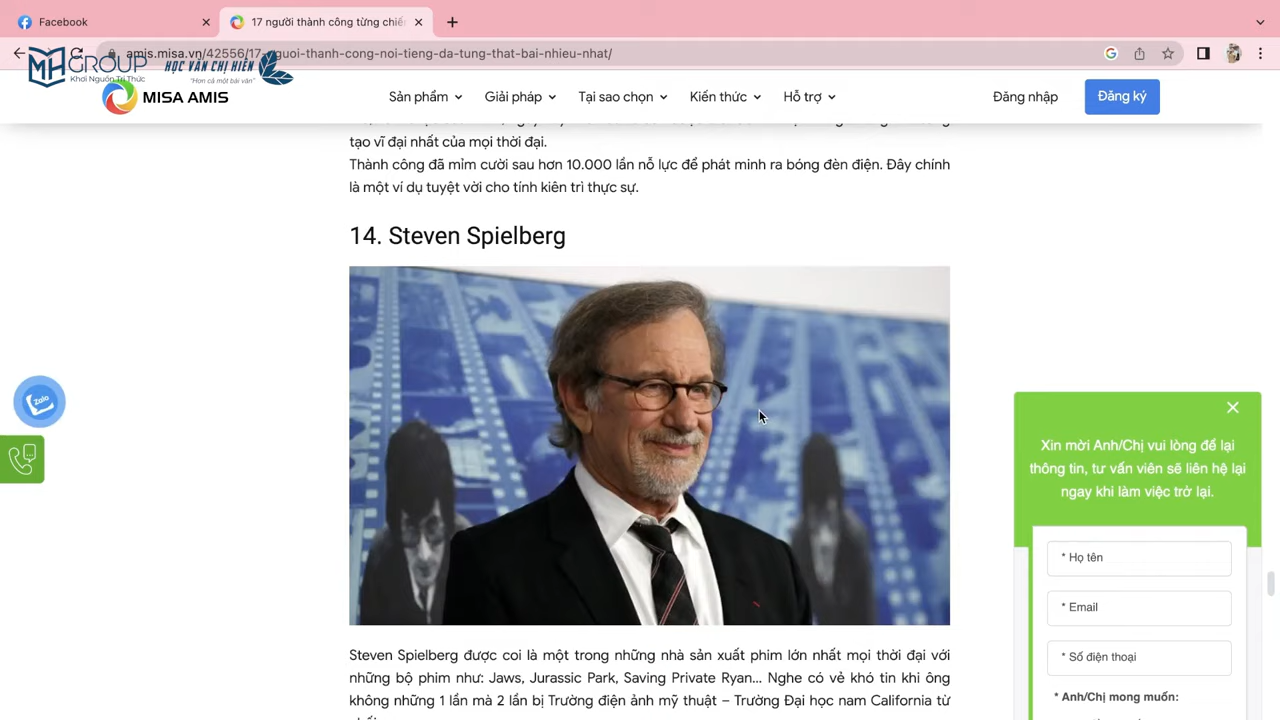 Facebook
17 người thành công từng chiế
amis.misa.vn/42556/17-nguoi-thanh-cong-noi-tieng-da-tung-that-bai-nhieu-nhat/
MH GROUP
Khơi Nguồn Tri Thức
HỌC VĂN CHỊ HIÊN
"Hơn cả một bài văn"
MISA AMIS
Sản phẩm
Giải pháp
Tại sao chọn
Kiến thức
Hỗ trợ
Đăng nhập
Đăng ký
tạo vĩ đại nhất của mọi thời đại.
Thành công đã mỉm cười sau hơn 10.000 lần nỗ lực để phát minh ra bóng đèn điện. Đây chính
là một ví dụ tuyệt vời cho tính kiên trì thực sự.
14. Steven Spielberg
Zalo
Xin mời Anh/Chị vui lòng để lại
thông tin, tư vấn viên sẽ liên hệ lại
ngay khi làm việc trở lại.
* Họ tên
* Email
* Số điện thoại
* Anh/Chị mong muốn:
Steven Spielberg được coi là một trong những nhà sản xuất phim lớn nhất mọi thời đại với
những bộ phim như: Jaws, Jurassic Park, Saving Private Ryan... Nghe có vẻ khó tin khi ông
không những 1 lần mà 2 lần bị Trường điện ảnh mỹ thuật – Trường Đại học nam California từ